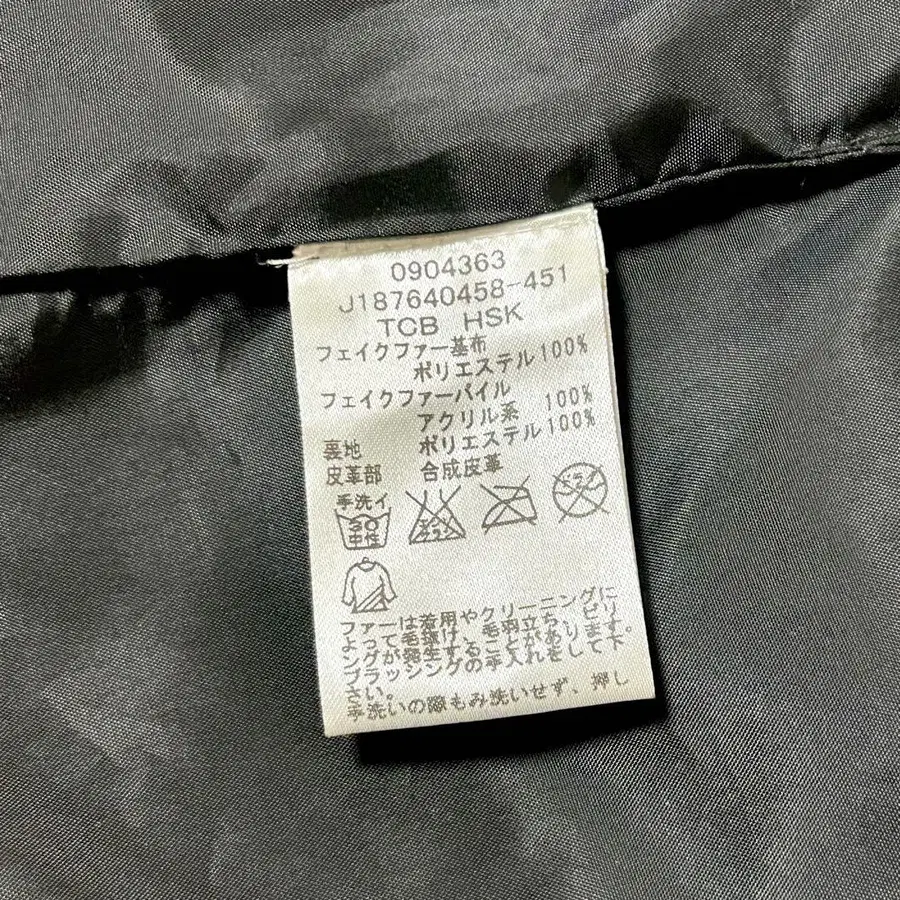 0904363
J187640458-451
TCB HSK
フェイクファー基布
ポリエステル100%
フェイクファーパイル
アクリル系 100%
裏地 ポリエステル100%
皮革部 合成皮革
手洗イ
30
中性
ファーは着用やクリーニングに
よって毛抜け、毛羽立ち、ピリ
ングが発生することがあります。
ブラッシングの手入れをして下
さい。
手洗いの際もみ洗いせず、押し